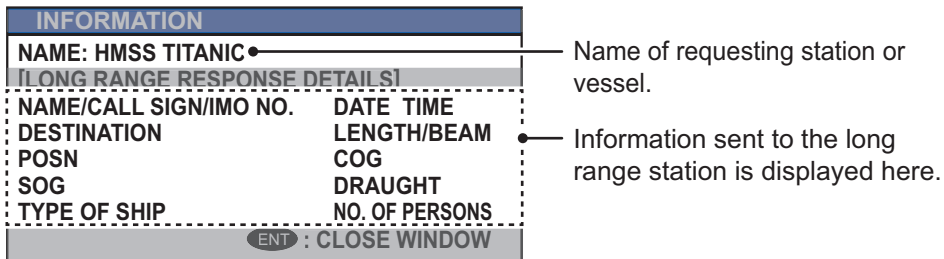 INFORMATION
NAME: HMSS TITANIC
[LONG RANGE RESPONSE DETAILS]
NAME/CALL SIGN/IMO NO. DATE TIME
DESTINATION LENGTH/BEAM
POSN COG
SOG DRAUGHT
TYPE OF SHIP NO. OF PERSONS
ENT : CLOSE WINDOW
Name of requesting station or
vessel.
Information sent to the long
range station is displayed here.